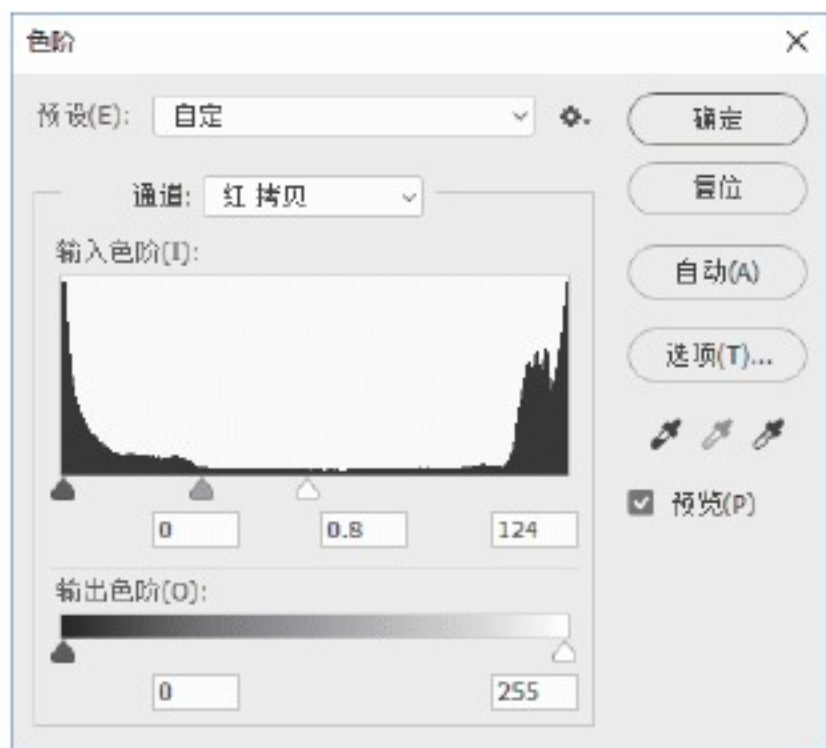 色阶
预设(E): 自定
确定
复位
通道: 红 拷贝
输入色阶(I):
自动(A)
选项(T)...
预览(P)
0 0.8 124
输出色阶(O):
0 255